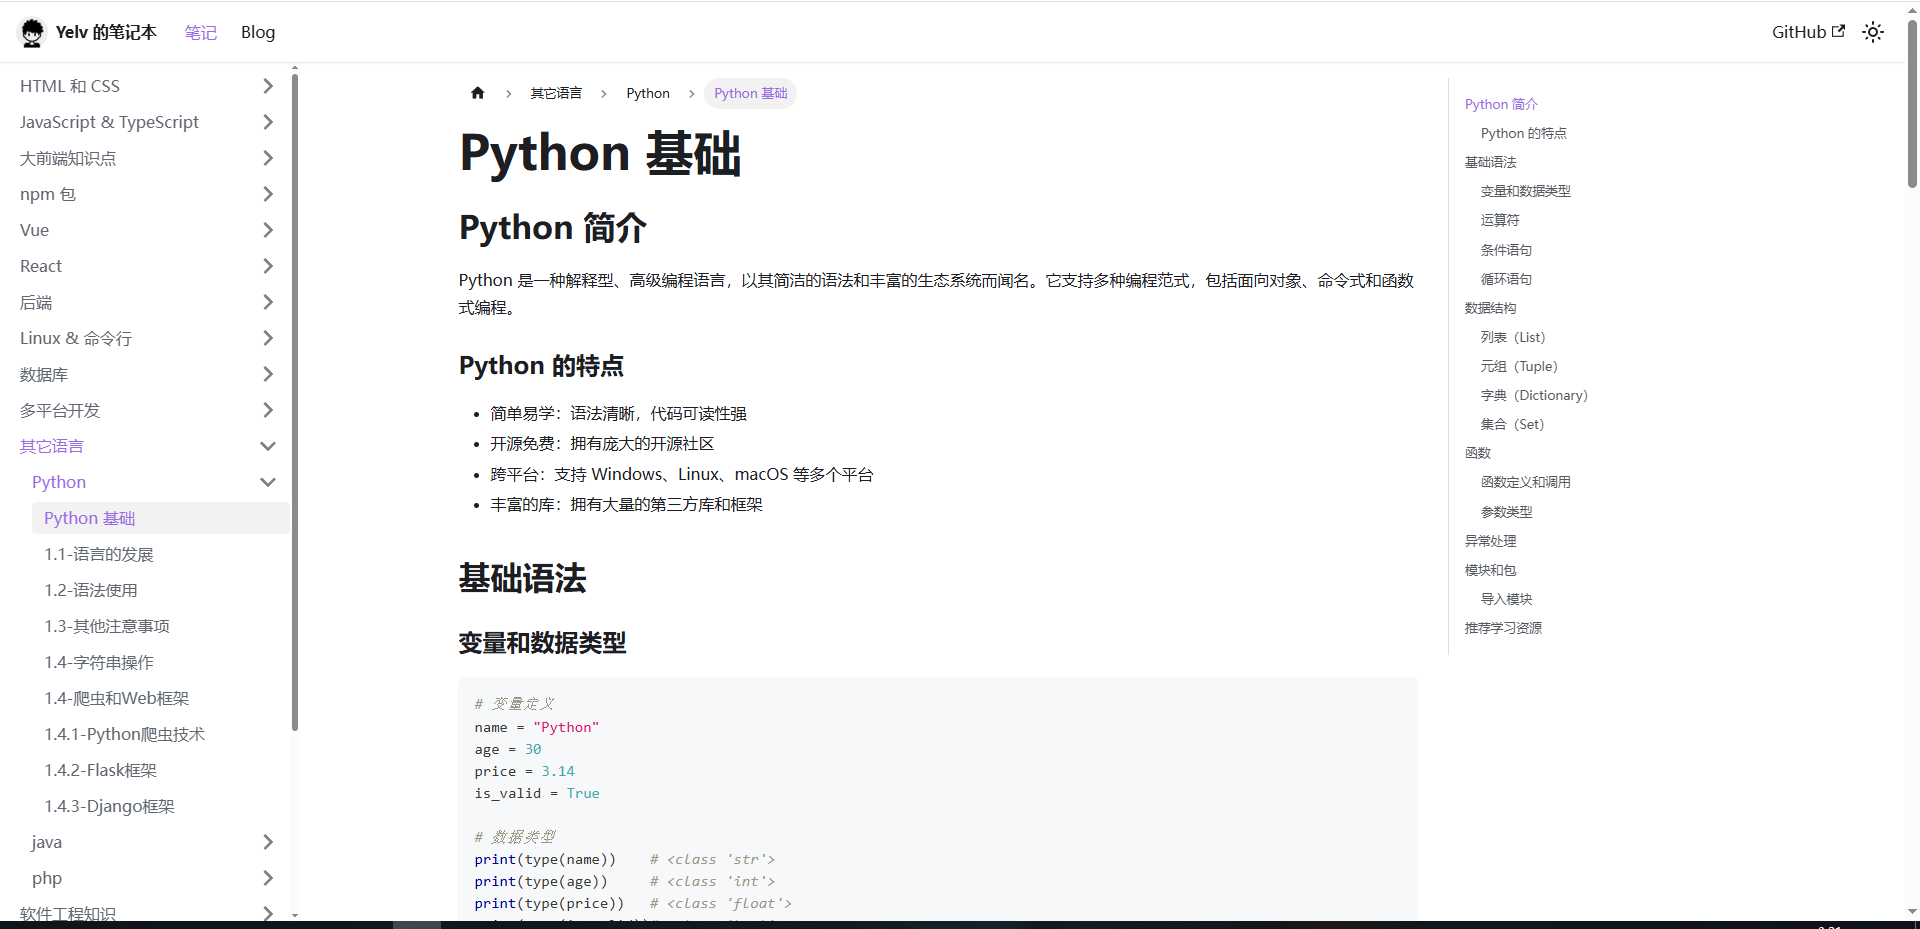 Yelv 的笔记本
笔记
Blog
GitHub
HTML 和 CSS
JavaScript & TypeScript
大前端知识点
npm 包
Vue
React
后端
Linux & 命令行
数据库
多平台开发
其它语言
Python
Python 基础
1.1-语言的发展
1.2-语法使用
1.3-其他注意事项
1.4-字符串操作
1.4-爬虫和Web框架
1.4.1-Python爬虫技术
1.4.2-Flask框架
1.4.3-Django框架
java
php
软件工程知识
其它语言
Python
Python 基础
Python 基础
Python 简介
Python 是一种解释型、高级编程语言，以其简洁的语法和丰富的生态系统而闻名。它支持多种编程范式，包括面向对象、命令式和函数
式编程。
Python 的特点
简单易学：语法清晰，代码可读性强
开源免费：拥有庞大的开源社区
跨平台：支持 Windows、Linux、macOS 等多个平台
丰富的库：拥有大量的第三方库和框架
基础语法
变量和数据类型
# 变量定义
name = "Python"
age = 30
price = 3.14
is_valid = True
# 数据类型
print(type(name))    # <class 'str'>
print(type(age))     # <class 'int'>
print(type(price))   # <class 'float'>
Python 简介
Python 的特点
基础语法
变量和数据类型
运算符
条件语句
循环语句
数据结构
列表（List）
元组（Tuple）
字典（Dictionary）
集合（Set）
函数
函数定义和调用
参数类型
异常处理
模块和包
导入模块
推荐学习资源